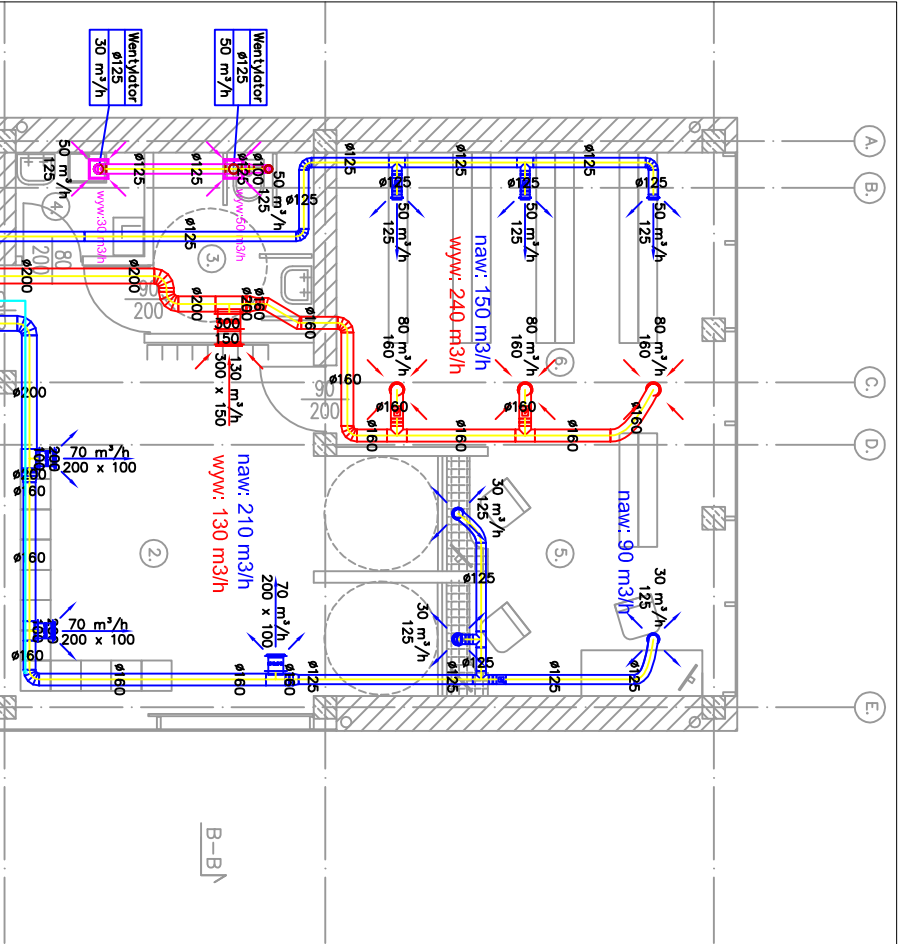 Wentylator
ø125
30 m³/h
Wentylator
ø125
50 m³/h
A.
B.
C.
D.
E.
50 m³/h
125
ø125
ø125
ø125
ø100
50 m³/h
125
wyw:30 m3/h
wyw:50 m3/h
4.
3.
80
200
90
200
90
200
ø125
ø125
ø125
ø125
ø125
ø125
ø125
ø125
50 m³/h
125
50 m³/h
125
50 m³/h
125
naw: 150 m3/h
wyw: 240 m3/h
6.
80 m³/h
160
80 m³/h
160
80 m³/h
160
ø200
ø200
ø200
ø200
ø160
ø160
300
150
130 m³/h
300 x 150
ø160
ø160
ø160
ø160
ø160
ø160
ø160
ø200
70 m³/h
200 x 100
ø160
ø160
70 m³/h
200 x 100
ø160
naw: 210 m3/h
wyw: 130 m3/h
2.
70 m³/h
200 x 100
ø160
ø160
ø160
ø125
30 m³/h
125
ø125
30 m³/h
125
ø125
ø125
5.
naw: 90 m3/h
30 m³/h
125
ø125
ø125
B-B